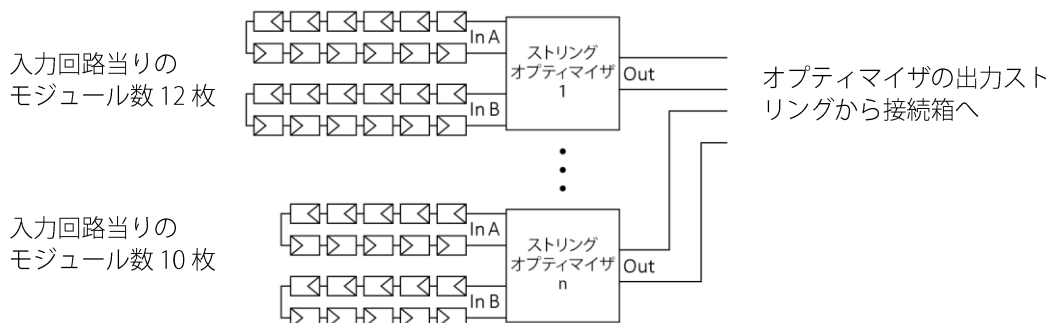 In A
ストリング
オプティマイザ
1
In B
Out
入力回路当りの
モジュール数 12 枚
オプティマイザの出力スト
リングから接続箱へ
入力回路当りの
モジュール数 10 枚
In A
ストリング
オプティマイザ
n
In B
Out